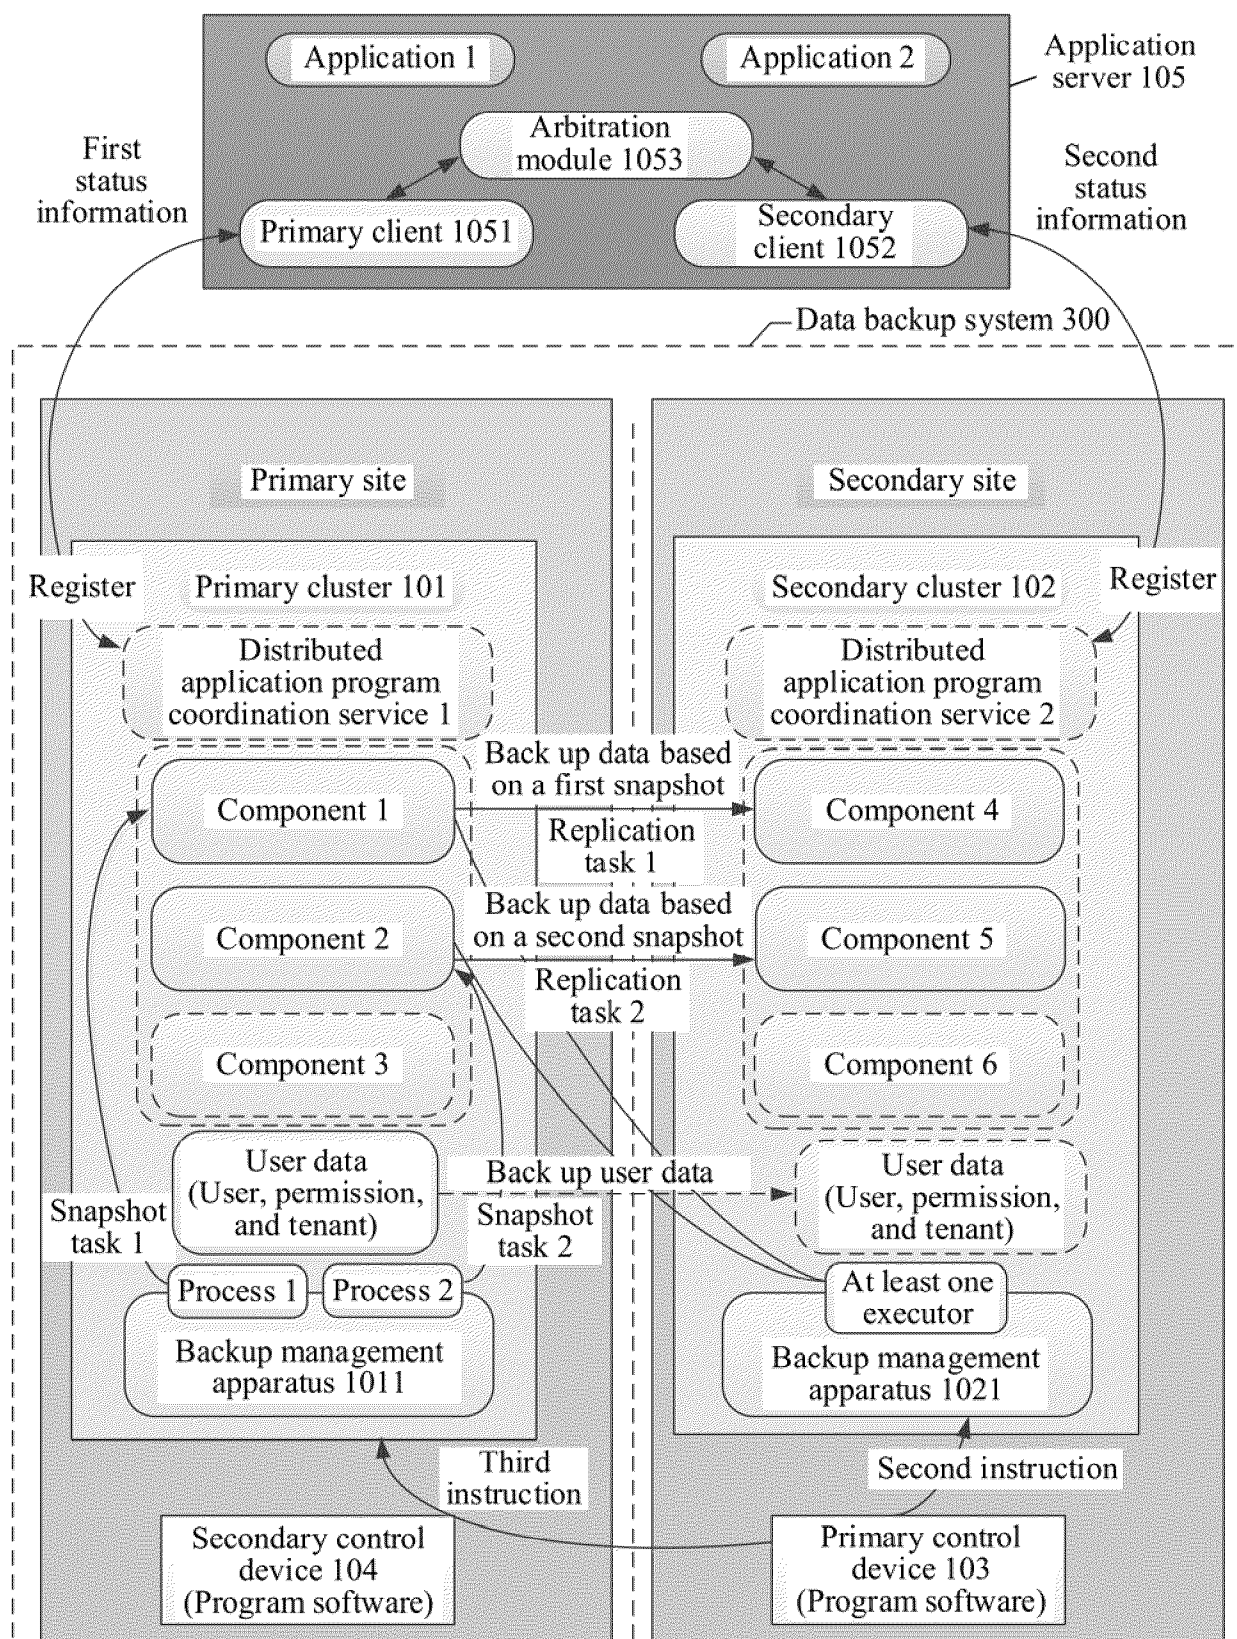 Application 1
Application 2
Application
server 105
Arbitration
module 1053
First
status
information
Second
status
information
Primary client 1051
Secondary
client 1052
Data backup system 300
Primary site
Secondary site
Register
Primary cluster 101
Secondary cluster 102
Register
Distributed
application program
coordination service 1
Distributed
application program
coordination service 2
Back up data based
on a first snapshot
Component 1
Component 4
Replication
task 1
Back up data based
on a second snapshot
Component 2
Component 5
Replication
task 2
Component 3
Component 6
User data
(User, permission,
and tenant)
Back up user data
User data
(User, permission,
and tenant)
Snapshot
task 1
Snapshot
task 2
Process 1
Process 2
At least one
executor
Backup management
apparatus 1011
Backup management
apparatus 1021
Third
instruction
Second instruction
Secondary control
device 104
(Program software)
Primary control
device 103
(Program software)